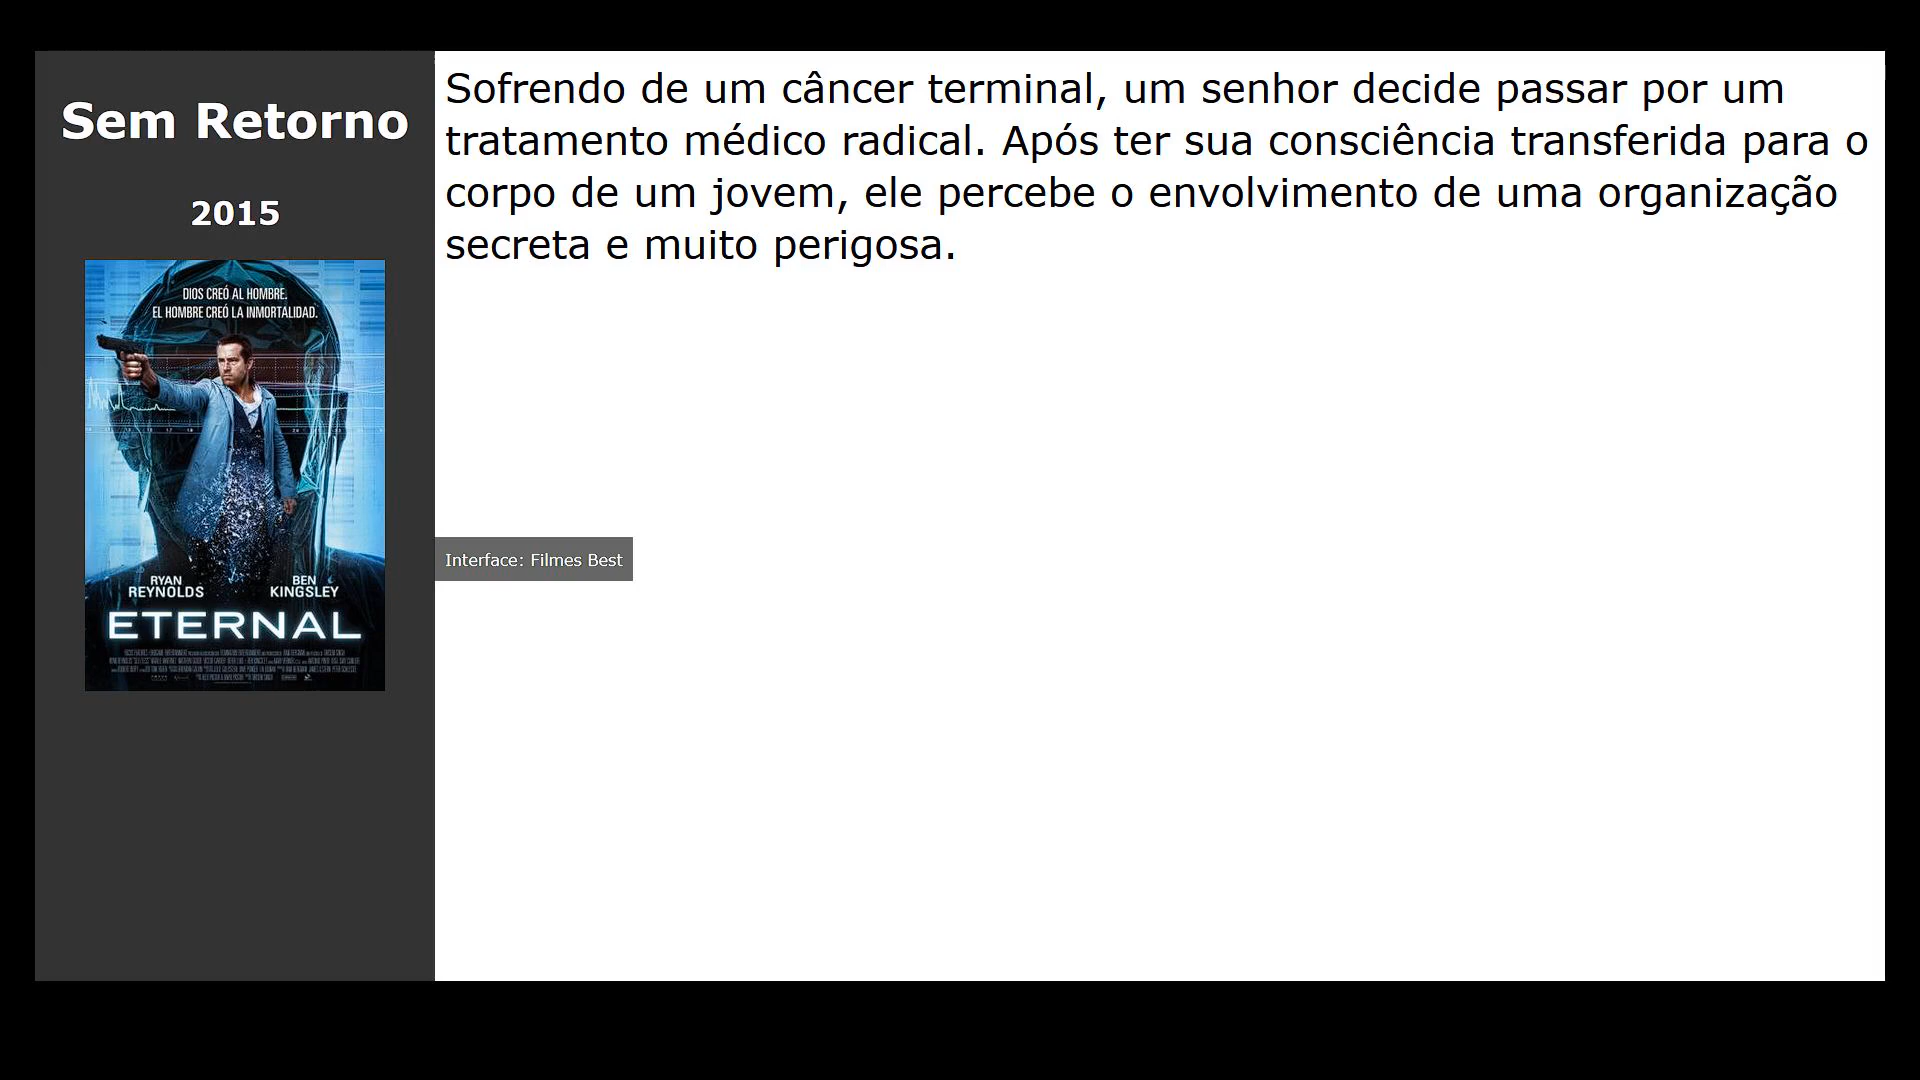 Sem Retorno
2015
DIOS CREÓ AL HOMBRE.
EL HOMBRE CREÓ LA INMORTALIDAD.
RYAN
REYNOLDS
BEN
KINGSLEY
ETERNAL
Sofrendo de um câncer terminal, um senhor decide passar por um
tratamento médico radical. Após ter sua consciência transferida para o
corpo de um jovem, ele percebe o envolvimento de uma organização
secreta e muito perigosa.
Interface: Filmes Best